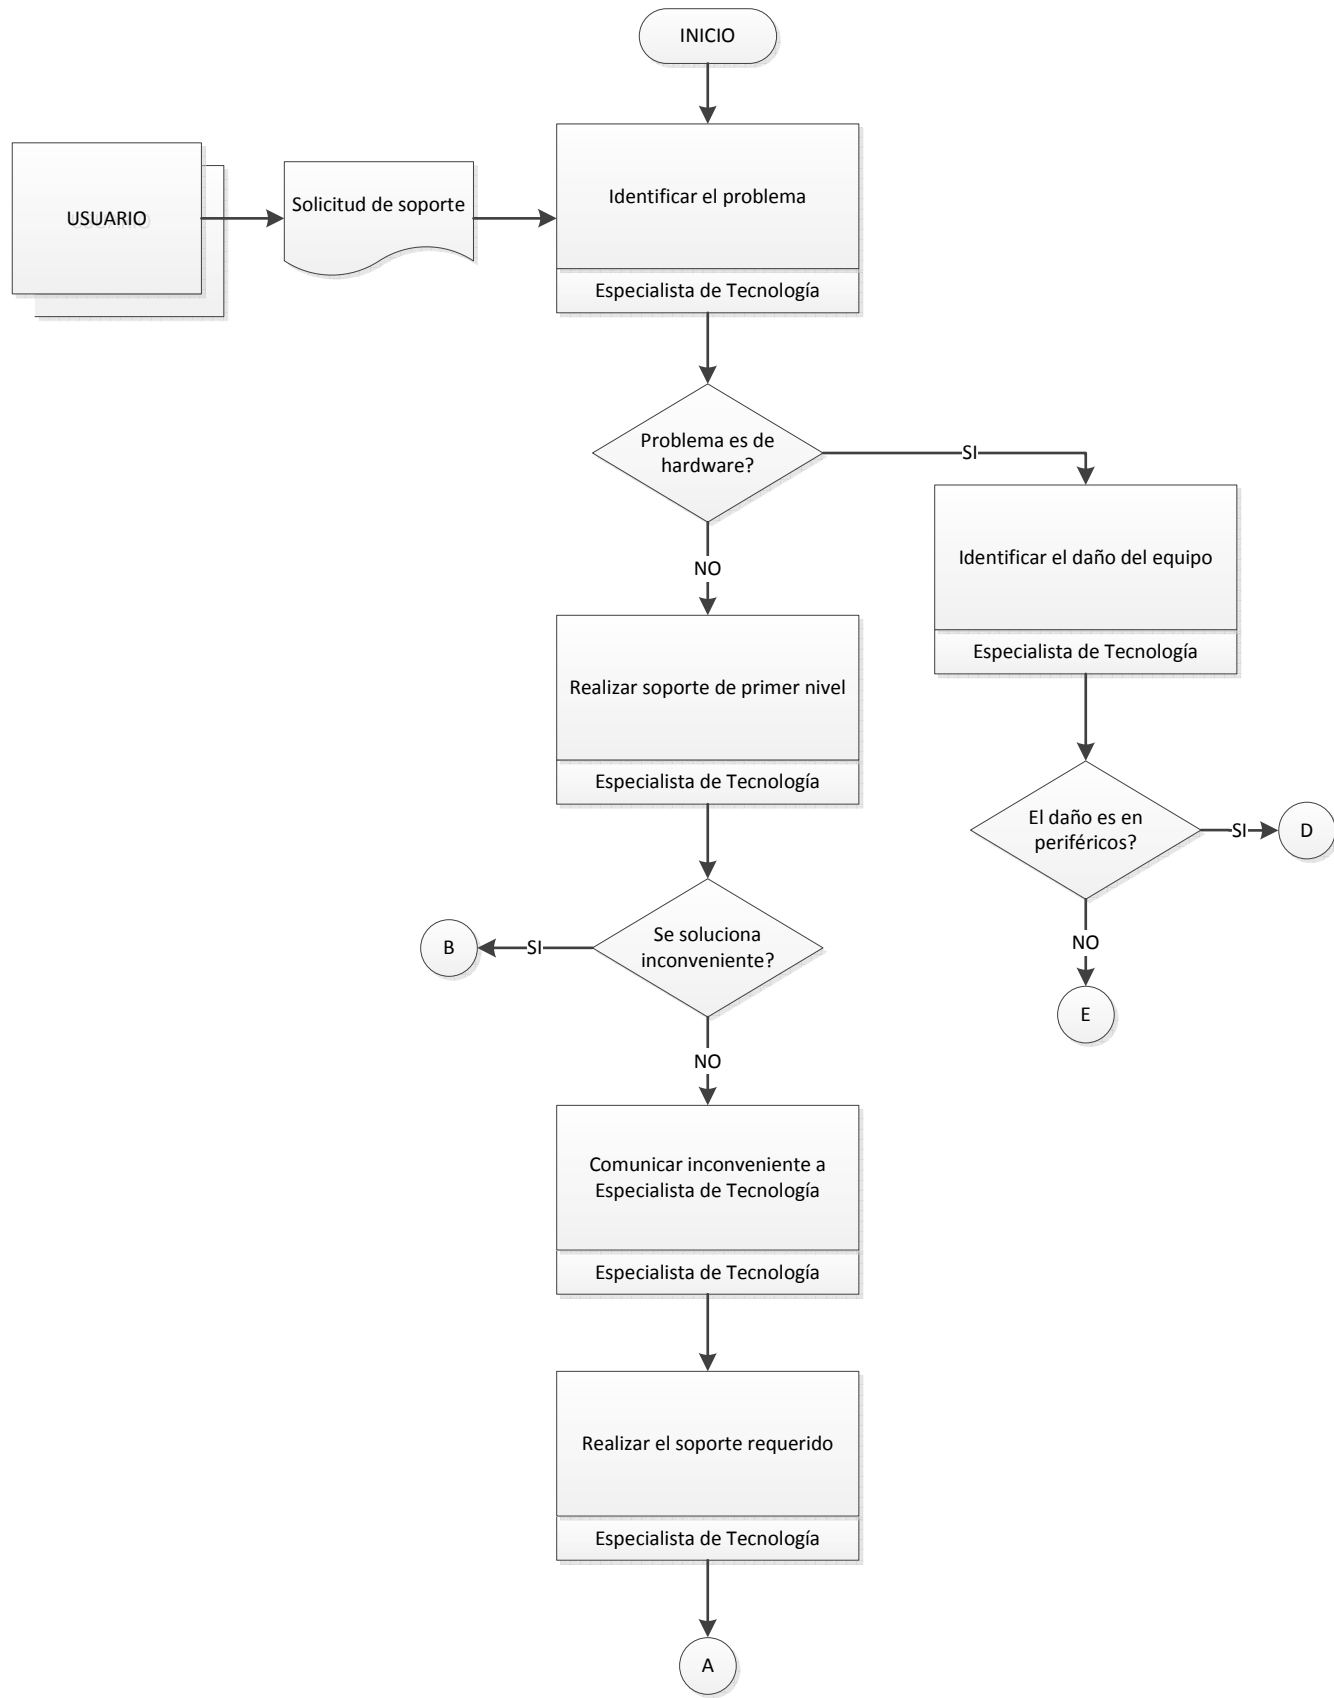 INICIO
USUARIO
Solicitud de soporte
Identificar el problema
Especialista de Tecnología
Problema es de
hardware?
SI
NO
Identificar el daño del equipo
Especialista de Tecnología
Realizar soporte de primer nivel
Especialista de Tecnología
El daño es en
periféricos?
SI
D
NO
E
Se soluciona
inconveniente?
SI
B
NO
Comunicar inconveniente a
Especialista de Tecnología
Especialista de Tecnología
Realizar el soporte requerido
Especialista de Tecnología
A